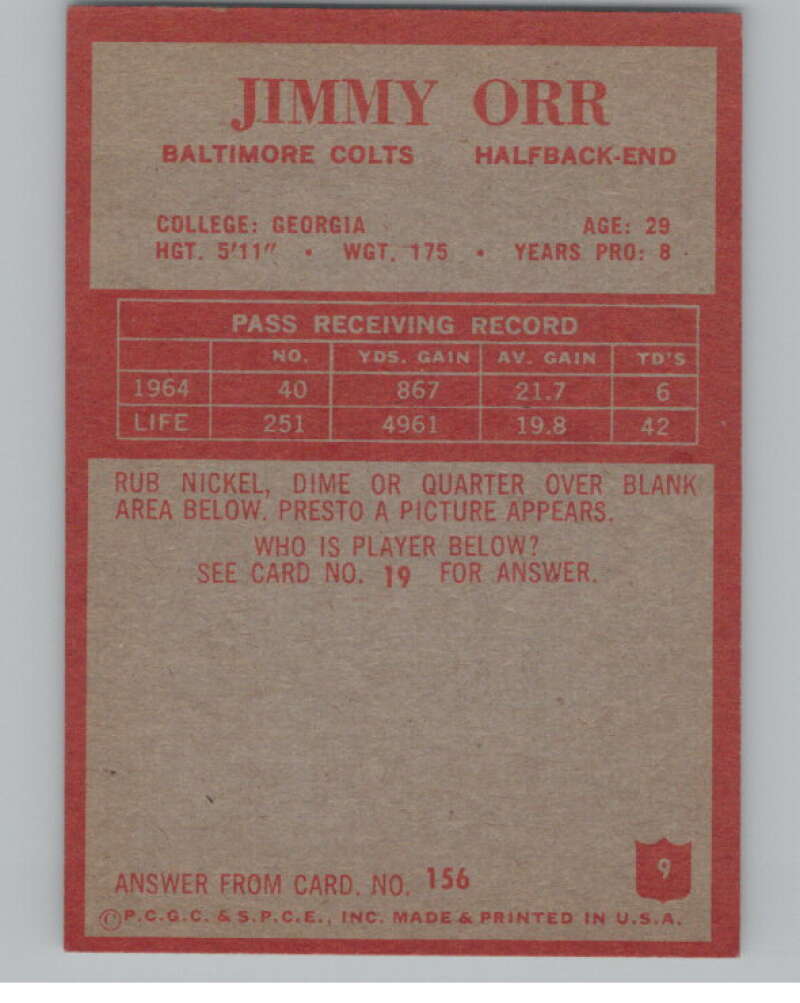 JIMMY ORR
BALTIMORE COLTS HALFBACK-END
COLLEGE: GEORGIA AGE: 29
HGT. 5'11" • WGT. 175 • YEARS PRO: 8
PASS RECEIVING RECORD
NO. YDS. GAIN AV. GAIN TD'S
1964 40 867 21.7 6
LIFE 251 4961 19.8 42
RUB NICKEL, DIME OR QUARTER OVER BLANK
AREA BELOW. PRESTO A PICTURE APPEARS.
WHO IS PLAYER BELOW?
SEE CARD NO. 19 FOR ANSWER.
9
ANSWER FROM CARD. NO. 156
©P.C.G.C. & S.P.C.E., INC. MADE & PRINTED IN U.S.A.